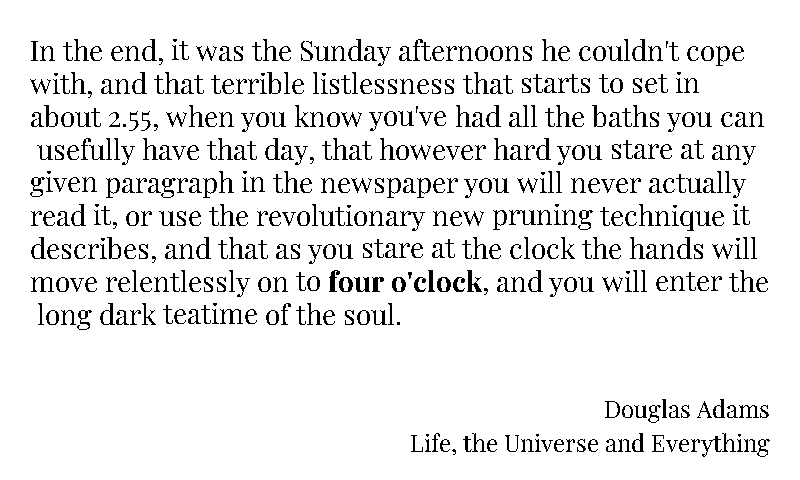 In the end, it was the Sunday afternoons he couldn't cope
with, and that terrible listlessness that starts to set in
about 2.55, when you know you've had all the baths you can
usefully have that day, that however hard you stare at any
given paragraph in the newspaper you will never actually
read it, or use the revolutionary new pruning technique it
describes, and that as you stare at the clock the hands will
move relentlessly on to four o'clock, and you will enter the
long dark teatime of the soul.
Douglas Adams
Life, the Universe and Everything